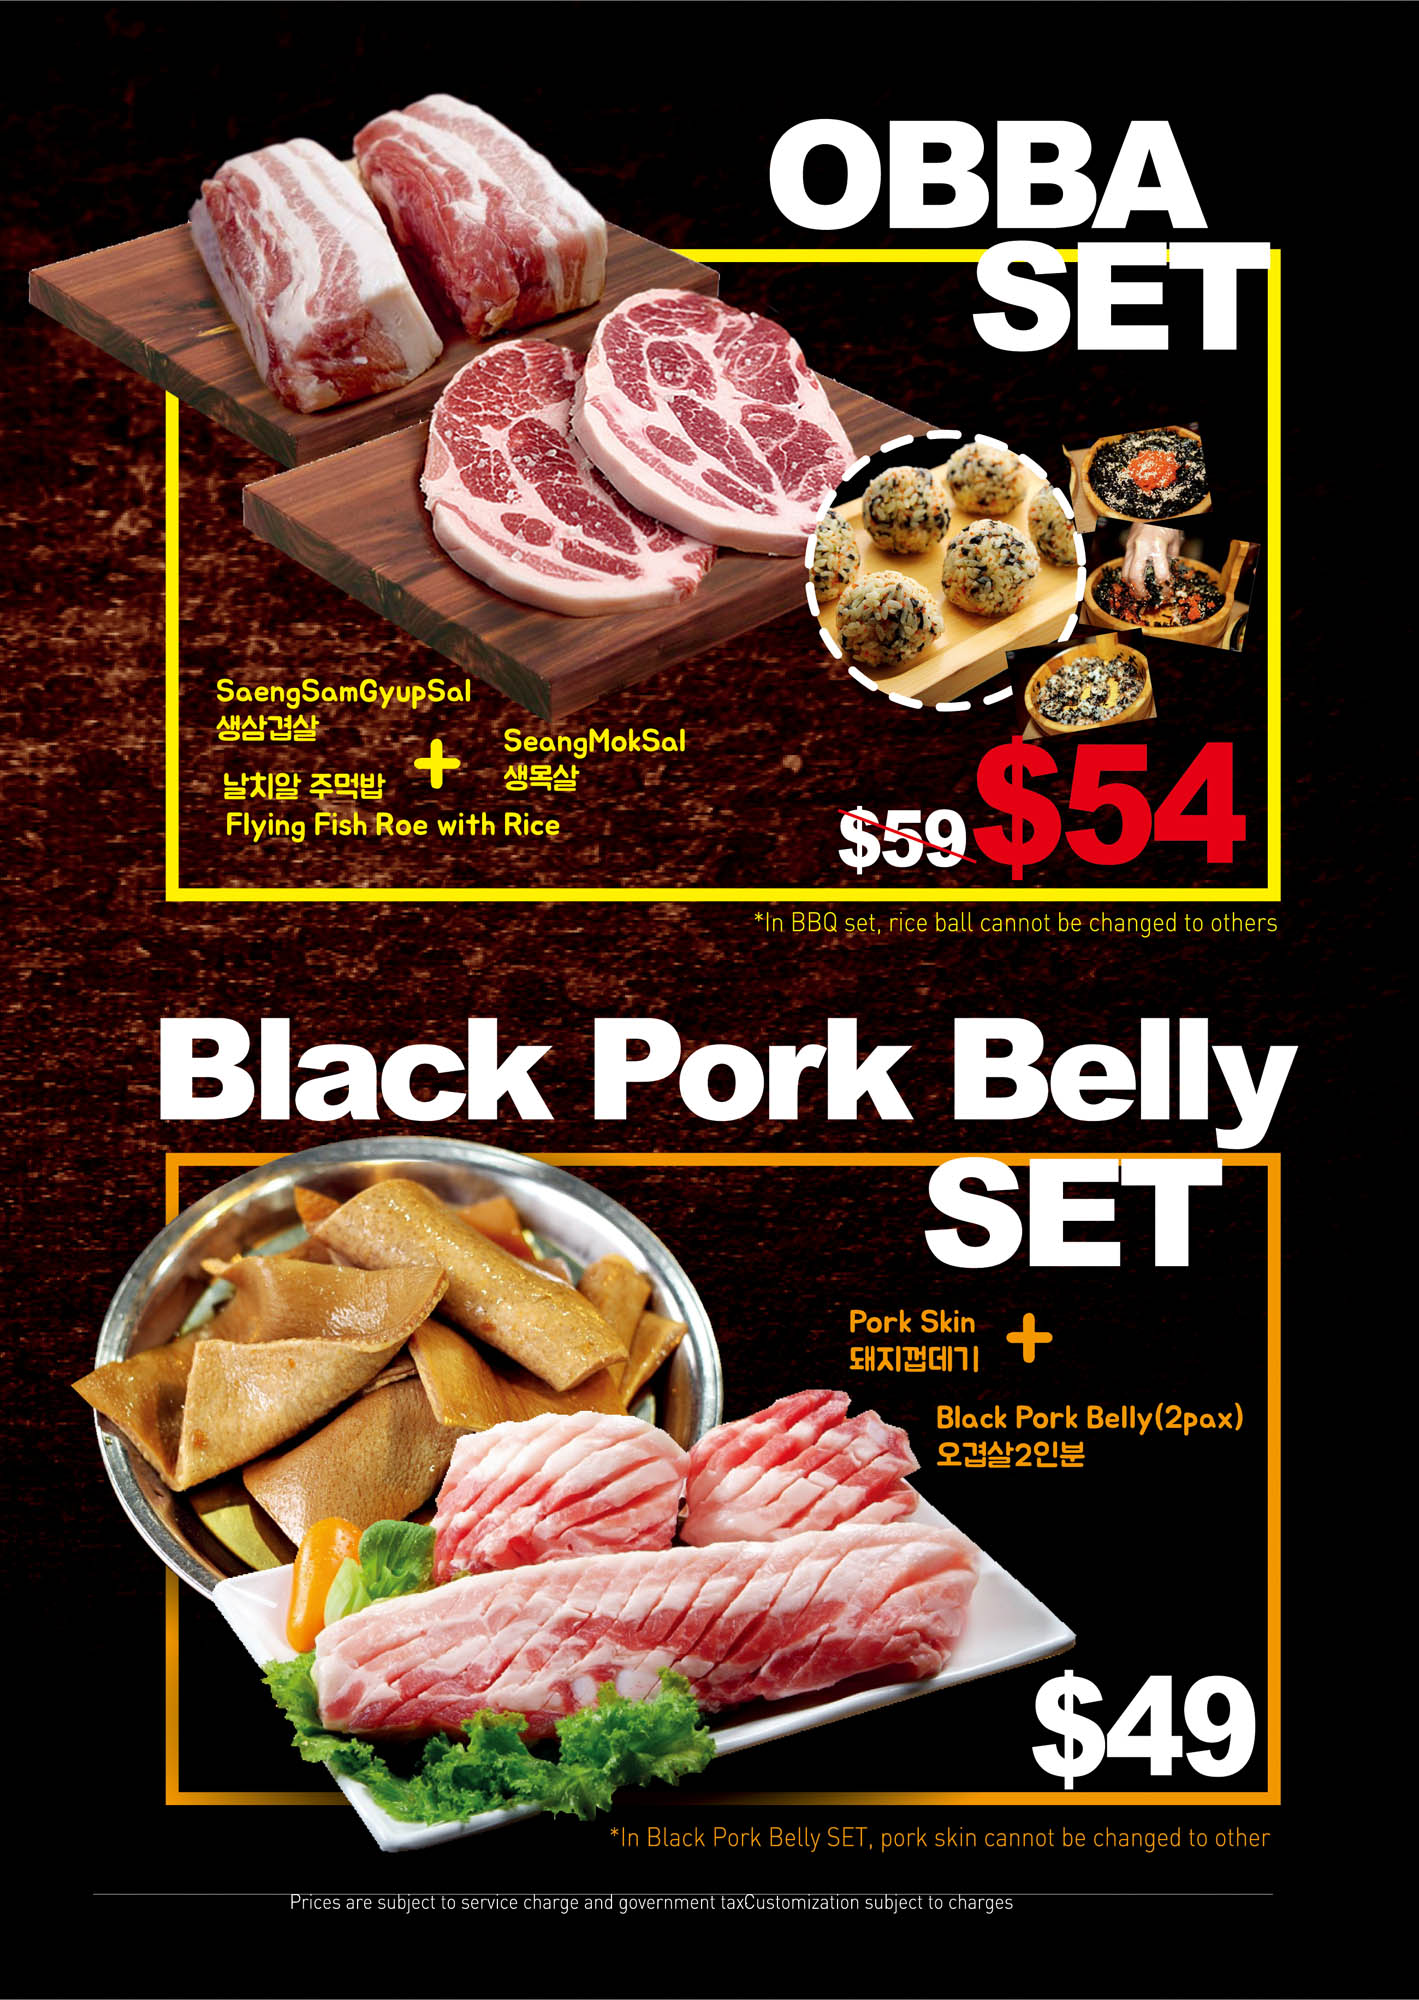 OBBA
SET
SaengSamGyupSal
생삼겹살
+
SeangMokSal
생목살
날치알 주먹밥
Flying Fish Roe with Rice
$59 $54
*In BBQ set, rice ball cannot be changed to others
Black Pork Belly
SET
Pork Skin
돼지껍데기
+
Black Pork Belly(2pax)
오겹살2인분
$49
*In Black Pork Belly SET, pork skin cannot be changed to other
Prices are subject to service charge and government taxCustomization subject to charges